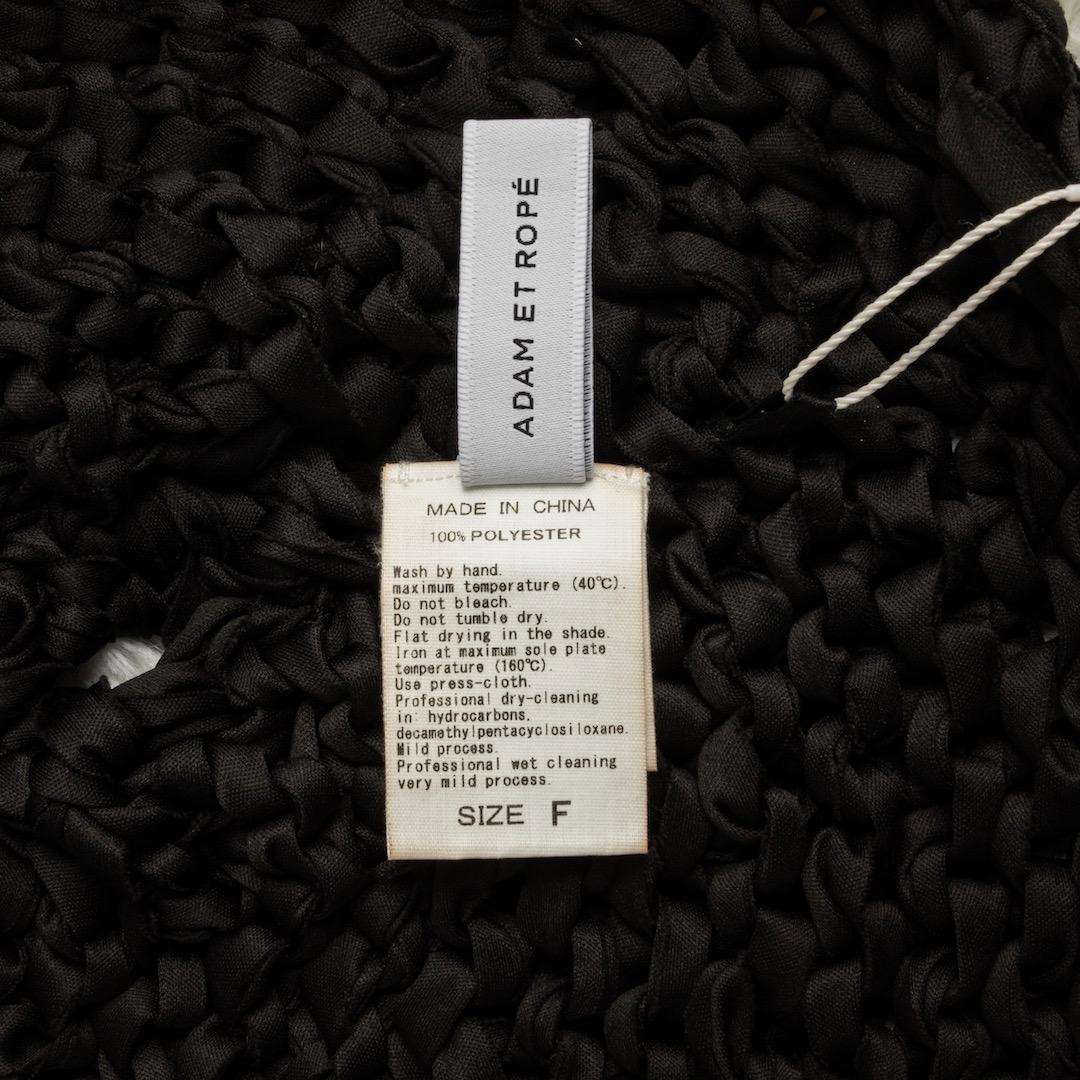 ADAM ET ROPÉ
MADE IN CHINA
100% POLYESTER
Wash by hand.
maximum temperature (40℃).
Do not bleach.
Do not tumble dry.
Flat drying in the shade.
Iron at maximum sole plate
temperature (160℃).
Use press-cloth.
Professional dry-cleaning
in hydrocarbons,
decamethylpentacyclosiloxane.
Mild process.
Professional wet cleaning
very mild process.
SIZE F